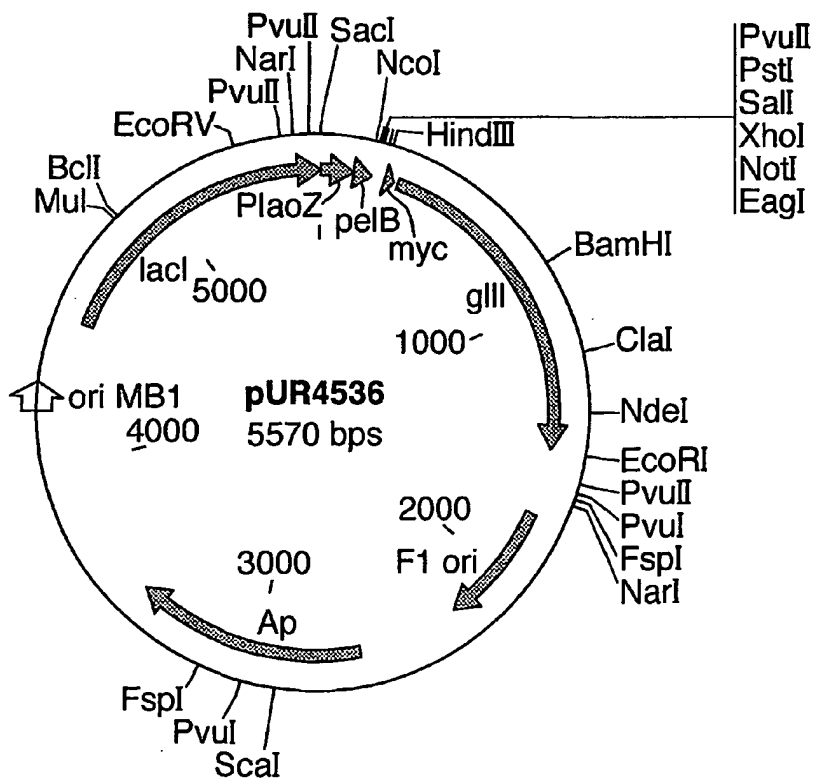 PvuII
SacI
NarI
NcoI
PvuII
EcoRV
HindIII
PvuII
PstI
SalI
XhoI
NotI
EagI
BclI
MuI
PlaoZ
pelB
myc
BamHI
lacI
5000
gIII
1000
ClaI
ori MB1
pUR4536
NdeI
4000
5570 bps
EcoRI
PvuII
2000
PvuI
F1 ori
FspI
3000
NarI
Ap
FspI
PvuI
ScaI